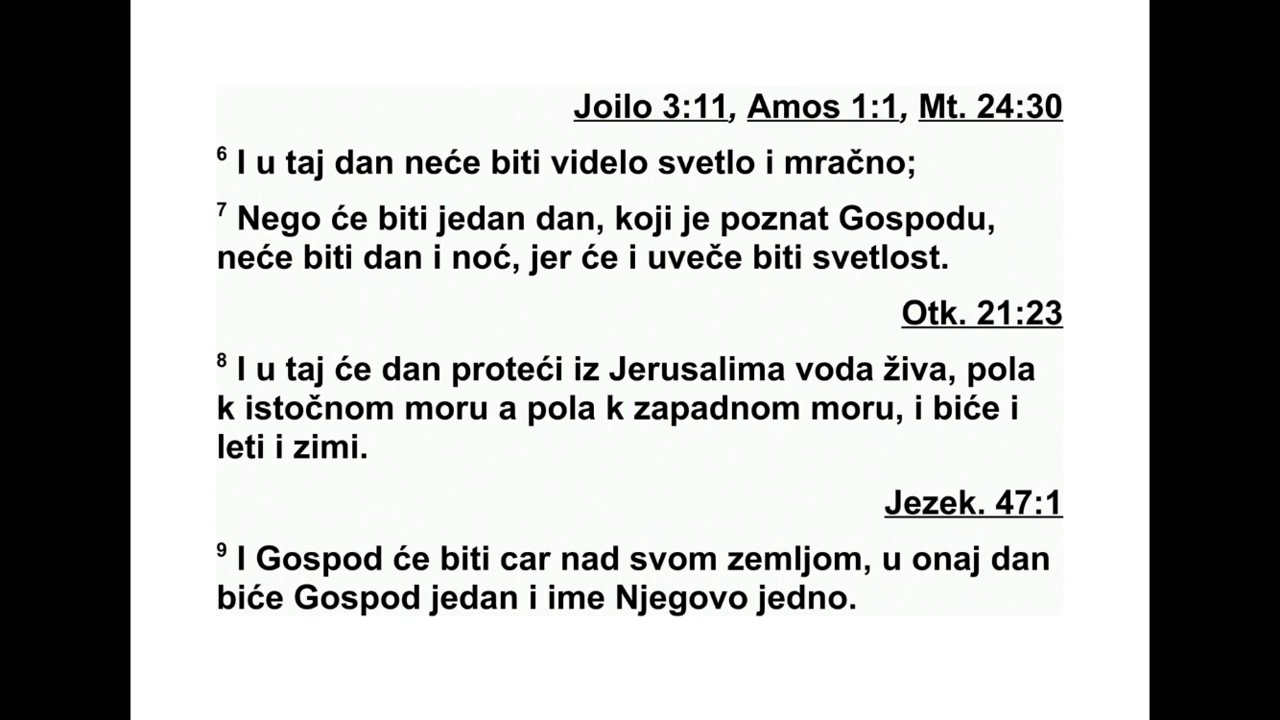 Joilo 3:11, Amos 1:1, Mt. 24:30
6 I u taj dan neće biti videlo svetlo i mračno;
7 Nego će biti jedan dan, koji je poznat Gospodu,
neće biti dan i noć, jer će i uveče biti svetlost.
Otk. 21:23
8 I u taj će dan proteći iz Jerusalima voda živa, pola
k istočnom moru a pola k zapadnom moru, i biće i
leti i zimi.
Jezek. 47:1
9 I Gospod će biti car nad svom zemljom, u onaj dan
biće Gospod jedan i ime Njegovo jedno.